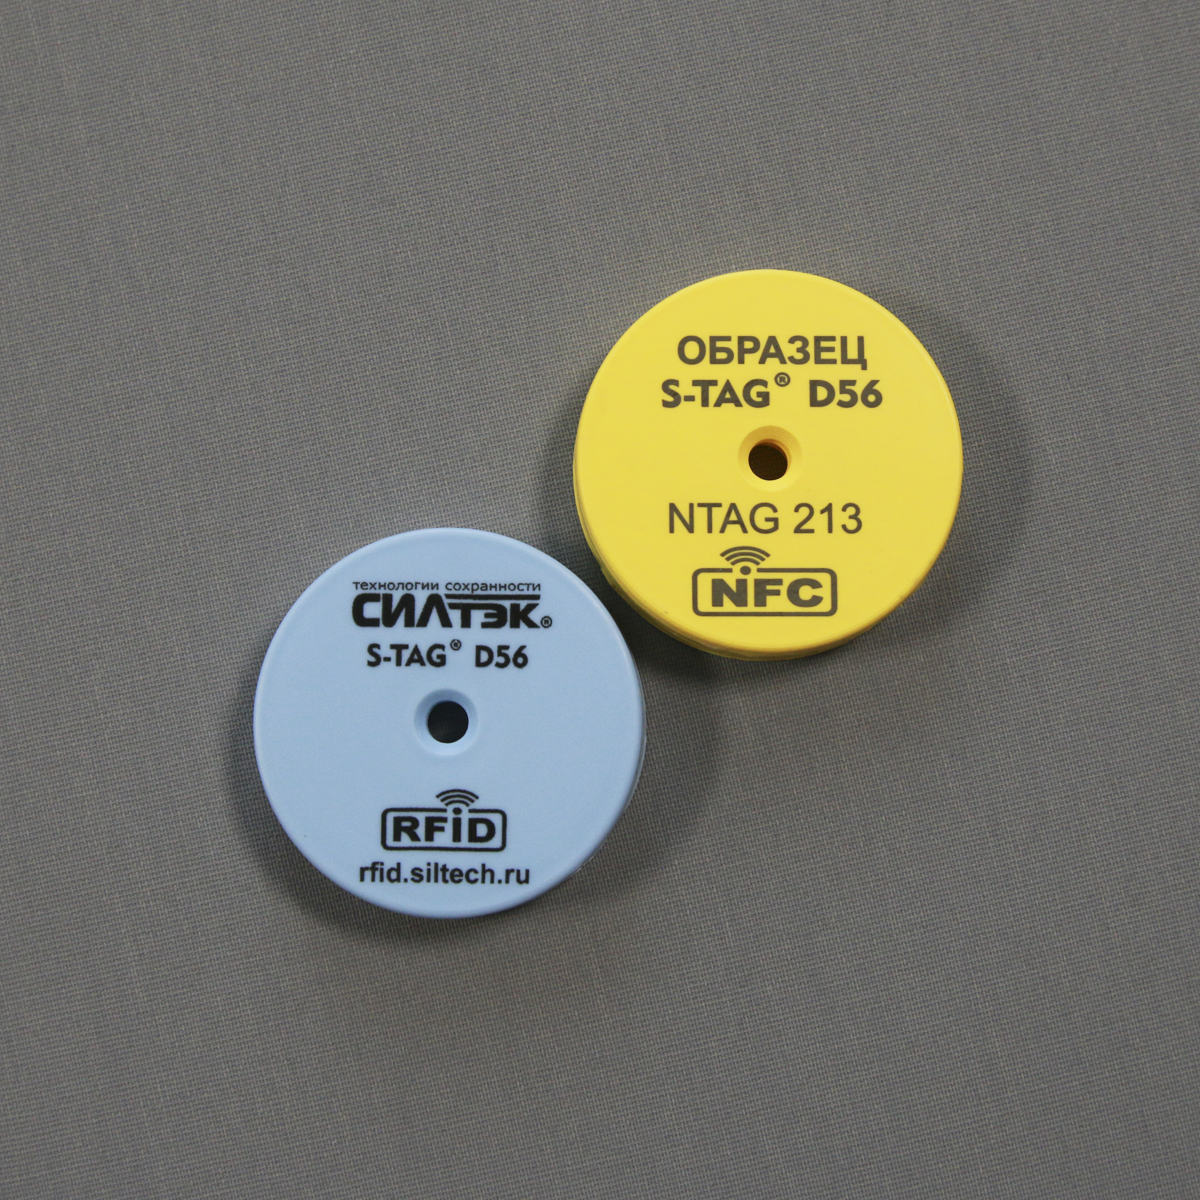 ОБРАЗЕЦ
S-TAG® D56
NTAG 213
NFC
технологии сохранности
СИЛТЭК®
S-TAG® D56
RFiD
rfid.siltech.ru